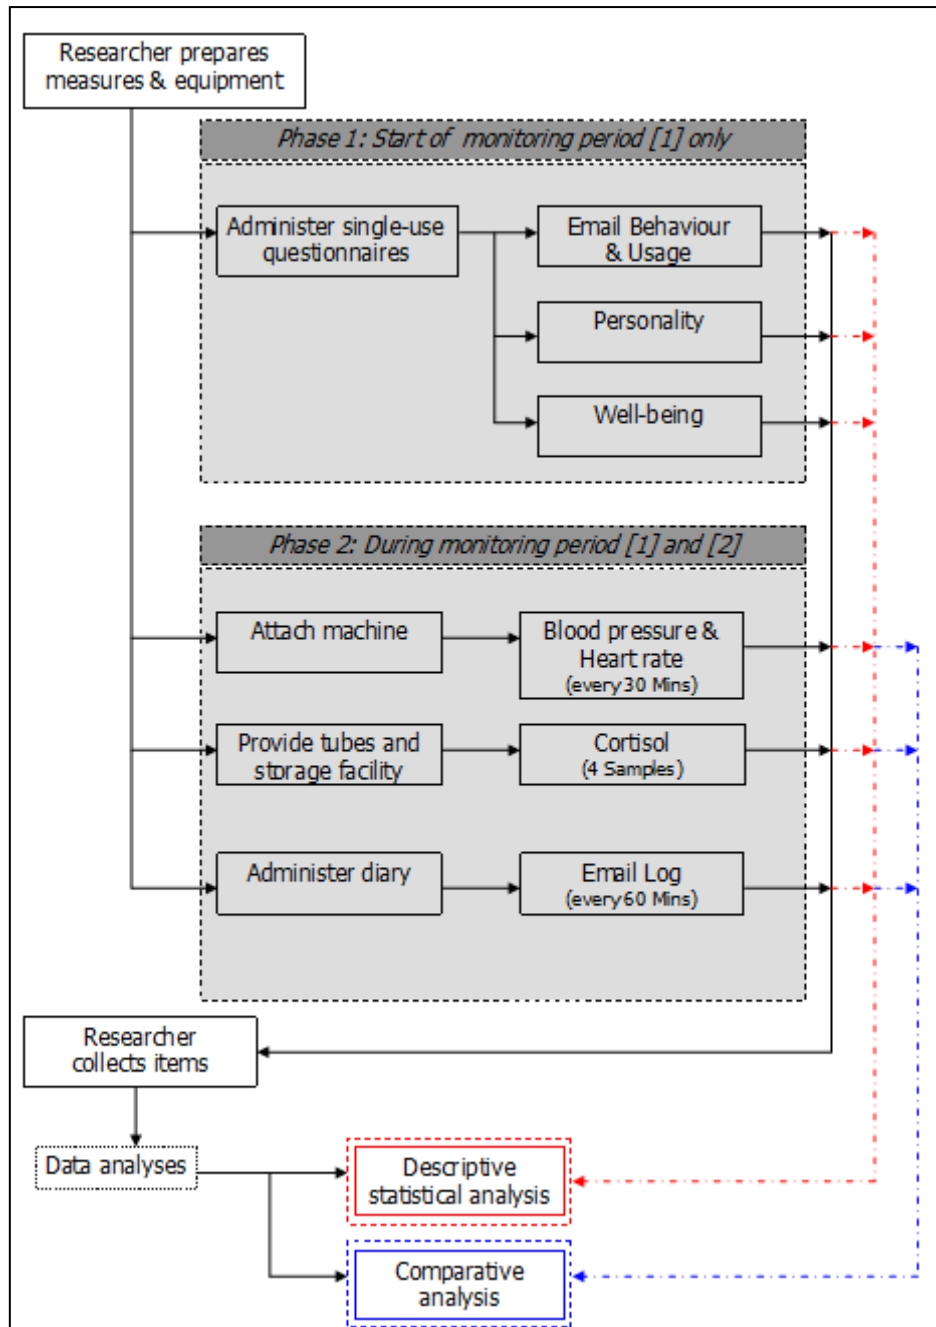 Researcher prepares
measures & equipment
Phase 1: Start of monitoring period [1] only
Administer single-use
questionnaires
Email Behaviour
& Usage
Personality
Well-being
Phase 2: During monitoring period [1] and [2]
Attach machine
Blood pressure &
Heart rate
(every 30 Mins)
Provide tubes and
storage facility
Cortisol
(4 Samples)
Administer diary
Email Log
(every 60 Mins)
Researcher
collects items
Data analyses
Descriptive
statistical analysis
Comparative
analysis